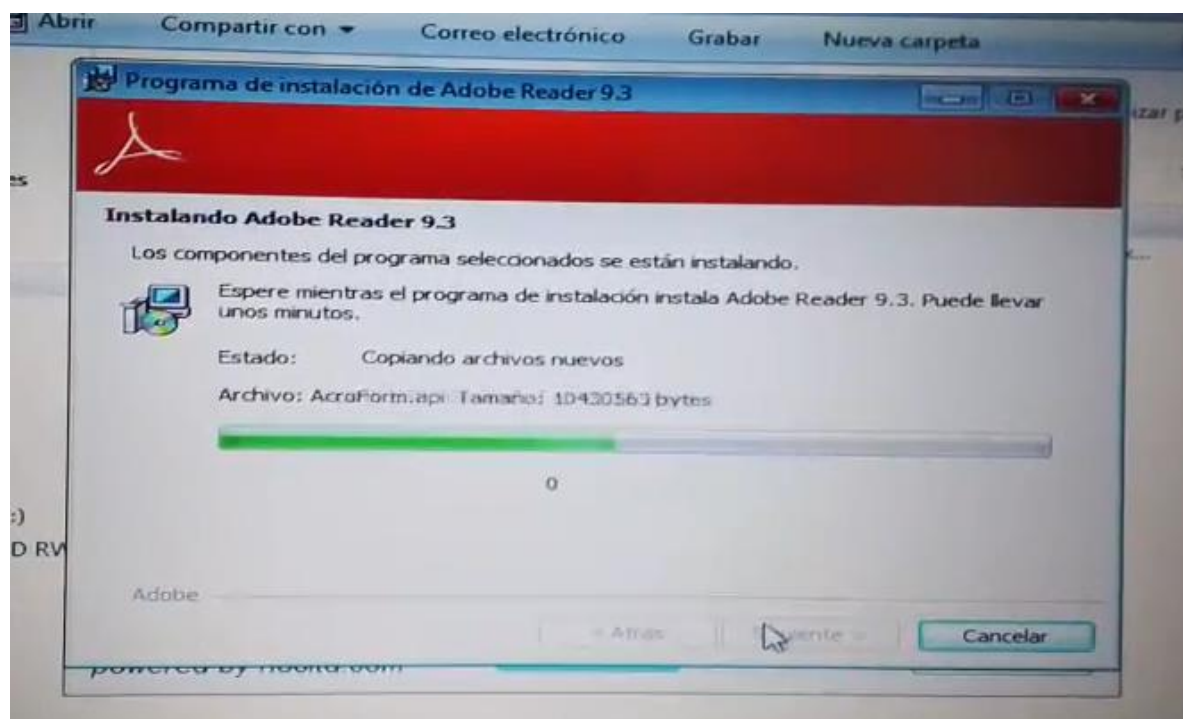 Abrir Compartir con Correo electrónico Grabar Nueva carpeta
Programa de instalación de Adobe Reader 9.3
izar p
es
Instalando Adobe Reader 9.3
Los componentes del programa seleccionados se están instalando.
Espere mientras el programa de instalación instala Adobe Reader 9.3. Puede llevar
unos minutos.
Estado: Copiando archivos nuevos
Archivo: AcroForm.api Tamaño: 10430563 bytes
0
:)
D RW
Adobe
< Atrás Cancelar
powered by